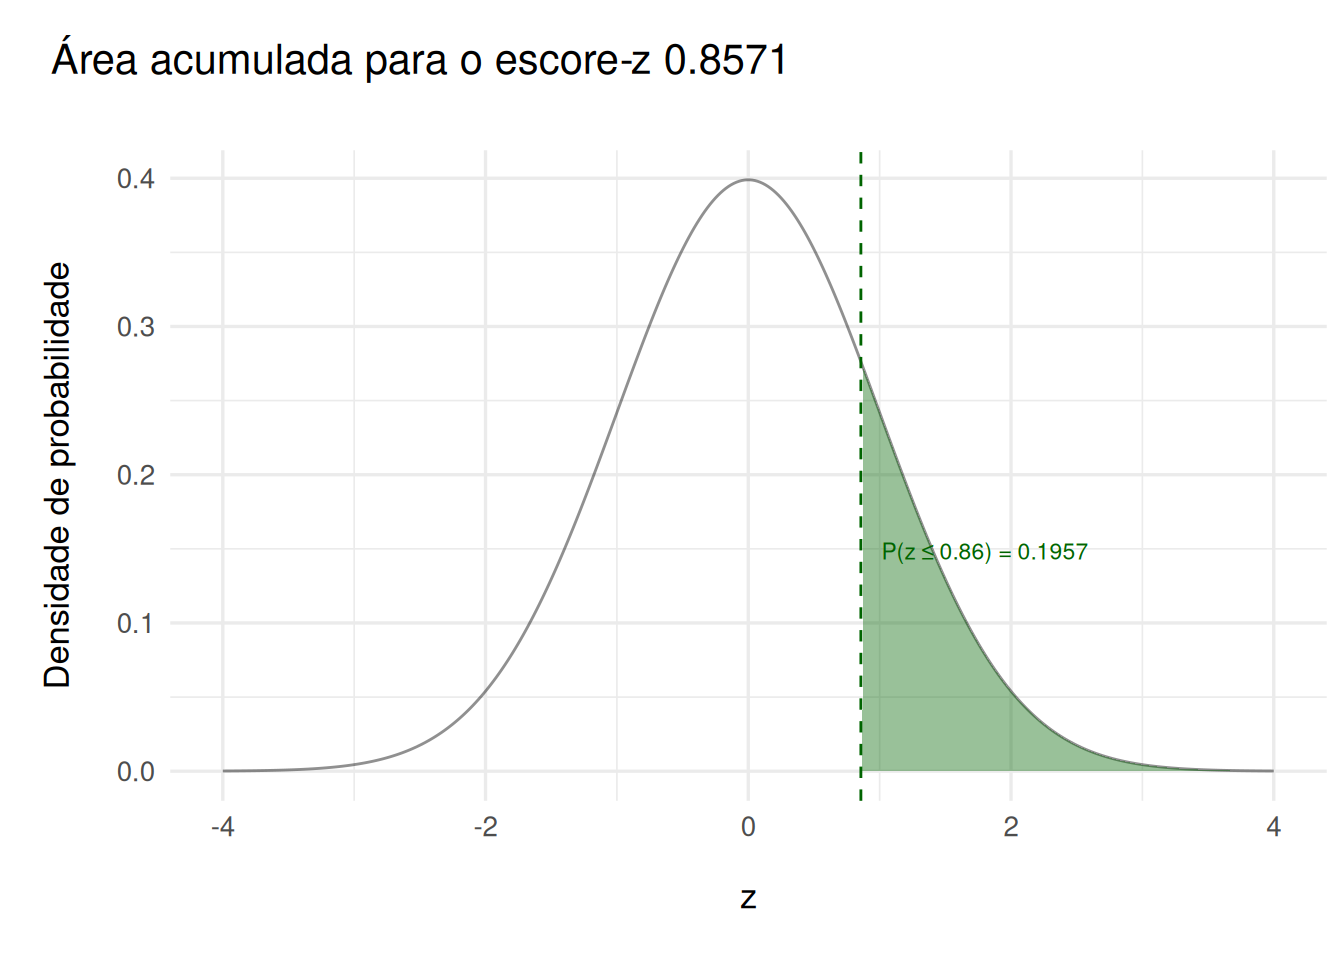 Área acumulada para o escore-z 0.8571
Densidade de probabilidade
0.4
0.3
0.2
0.1
0.0
P(z ≤ 0.86) = 0.1957
-4 -2 0 2 4
z